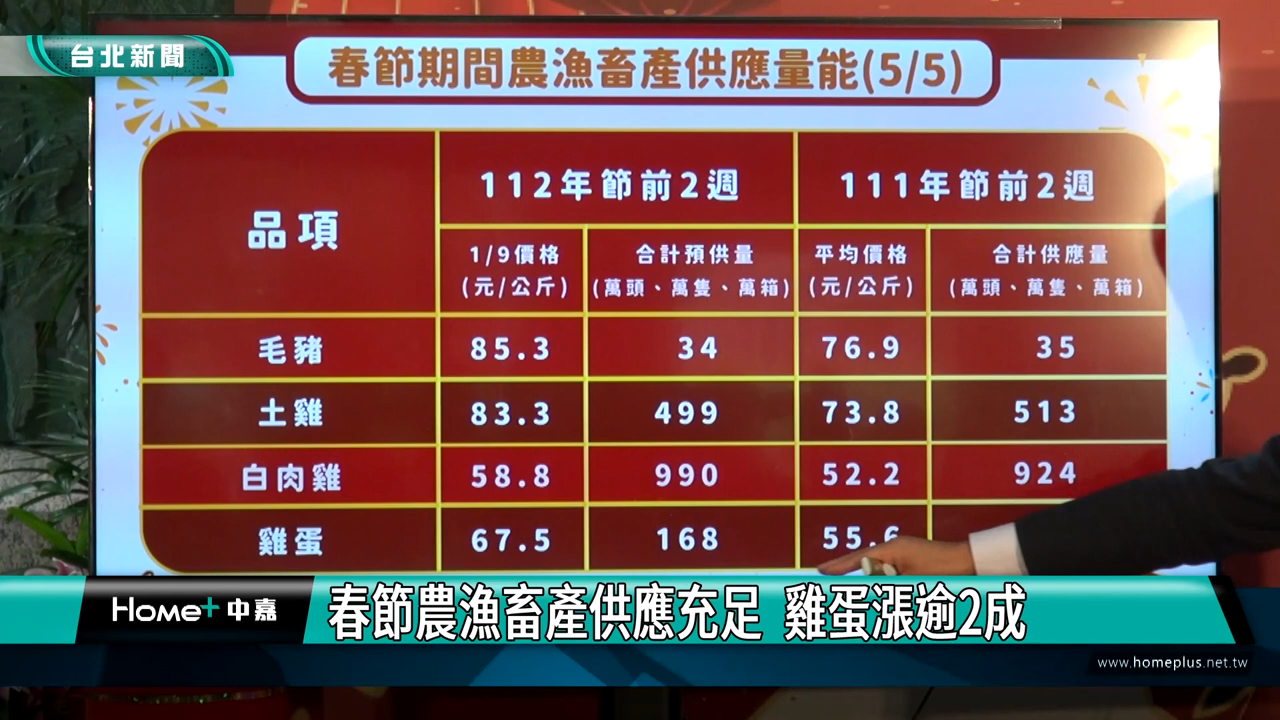 台北新聞
春節期間農漁畜產供應量能(5/5)
品項
112年節前2週
111年節前2週
1/9價格
(元/公斤)
合計預供量
(萬頭、萬隻、萬箱)
平均價格
(元/公斤)
合計供應量
(萬頭、萬隻、萬箱)
毛豬 85.3 34 76.9 35
土雞 83.3 499 73.8 513
白肉雞 58.8 990 52.2 924
雞蛋 67.5 168 55.6
Home+中嘉
春節農漁畜產供應充足 雞蛋漲逾2成
www.homeplus.net.tw